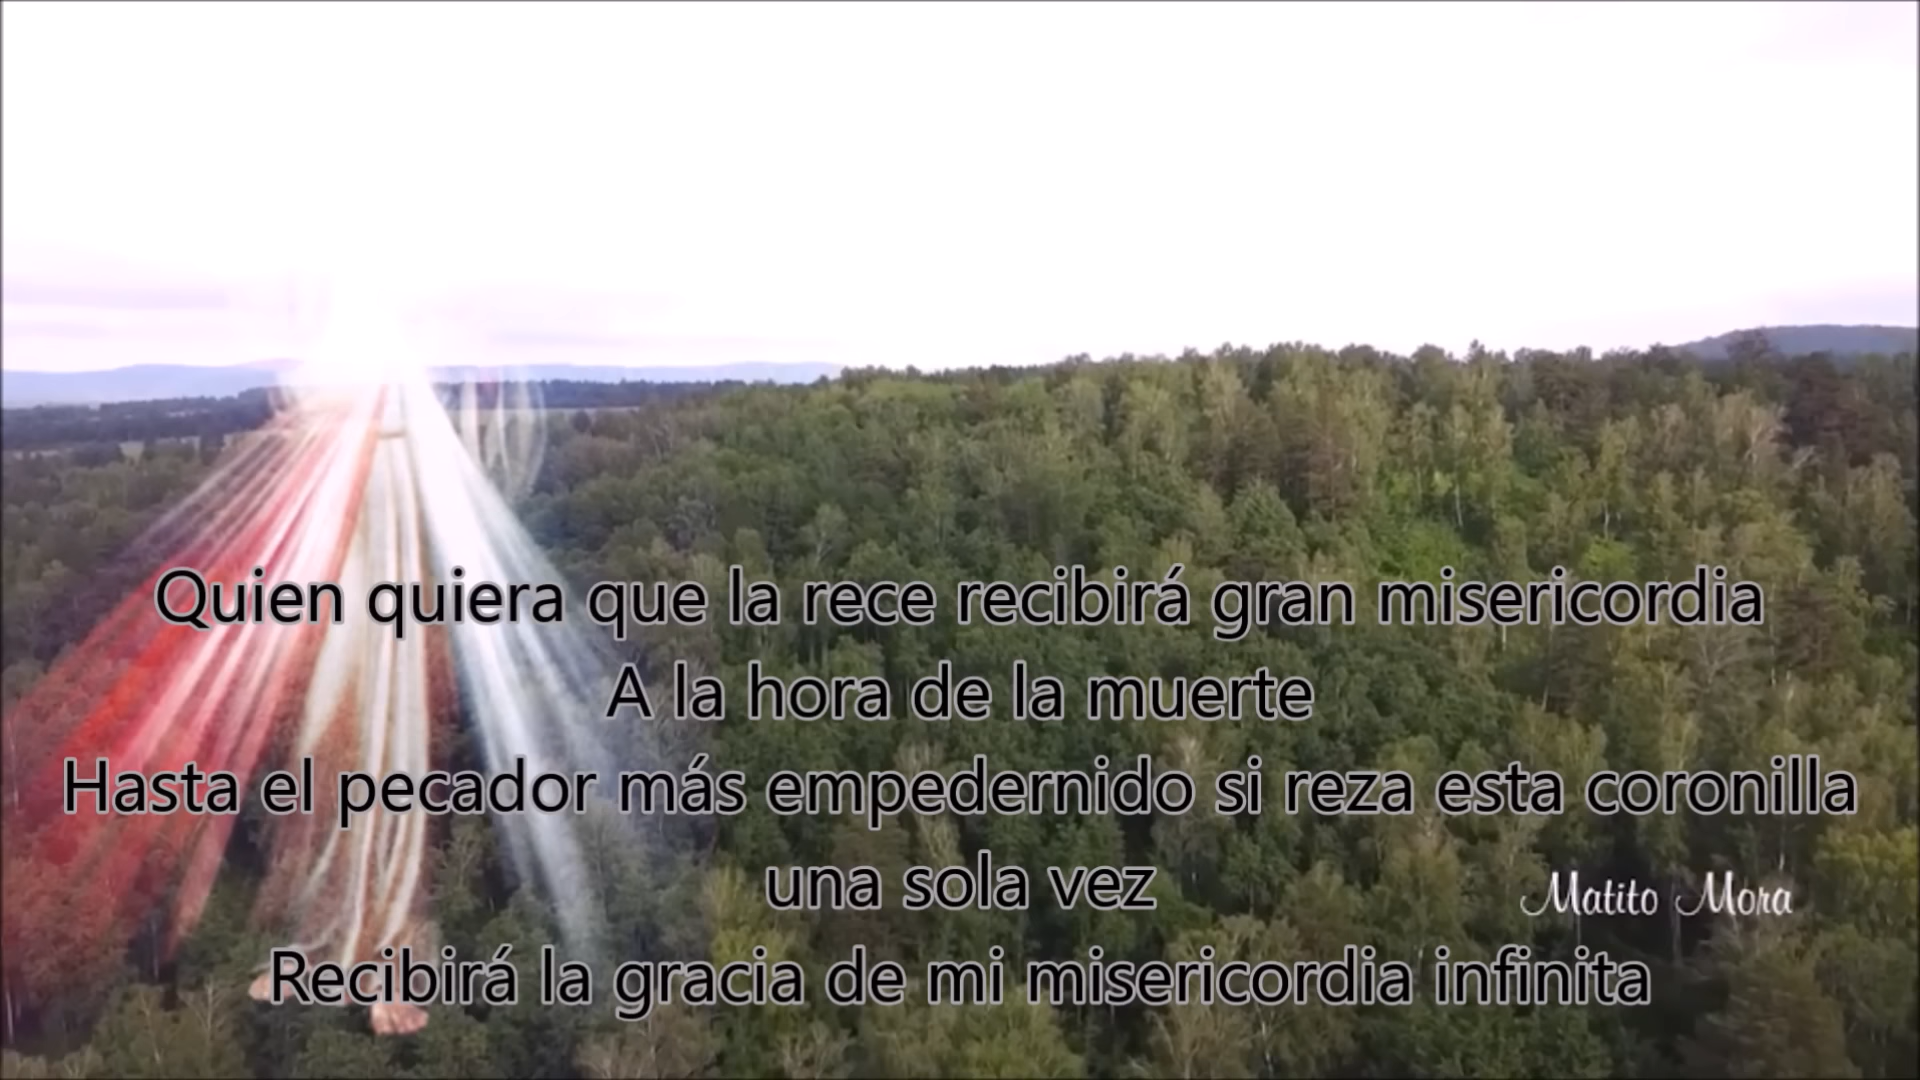 Quien quiera que la rece recibirá gran misericordia
A la hora de la muerte
Hasta el pecador más empedernido si reza esta coronilla
una sola vez
Matito Mora
Recibirá la gracia de mi misericordia infinita